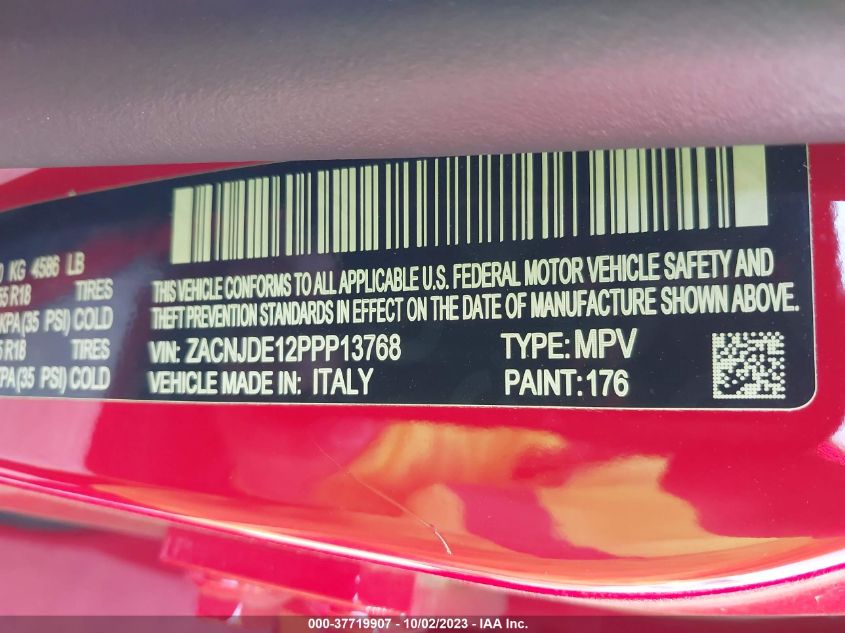 KG 4586 LB
R18 TIRES
KPA(35 PSI) COLD
R18 TIRES
PA(35 PSI) COLD
THIS VEHICLE CONFORMS TO ALL APPLICABLE U.S. FEDERAL MOTOR VEHICLE SAFETY AND
THEFT PREVENTION STANDARDS IN EFFECT ON THE DATE OF MANUFACTURE SHOWN ABOVE.
VIN: ZACNJDE12PPP13768 TYPE: MPV
VEHICLE MADE IN: ITALY PAINT: 176
000-37719907 - 10/02/2023 - IAA Inc.